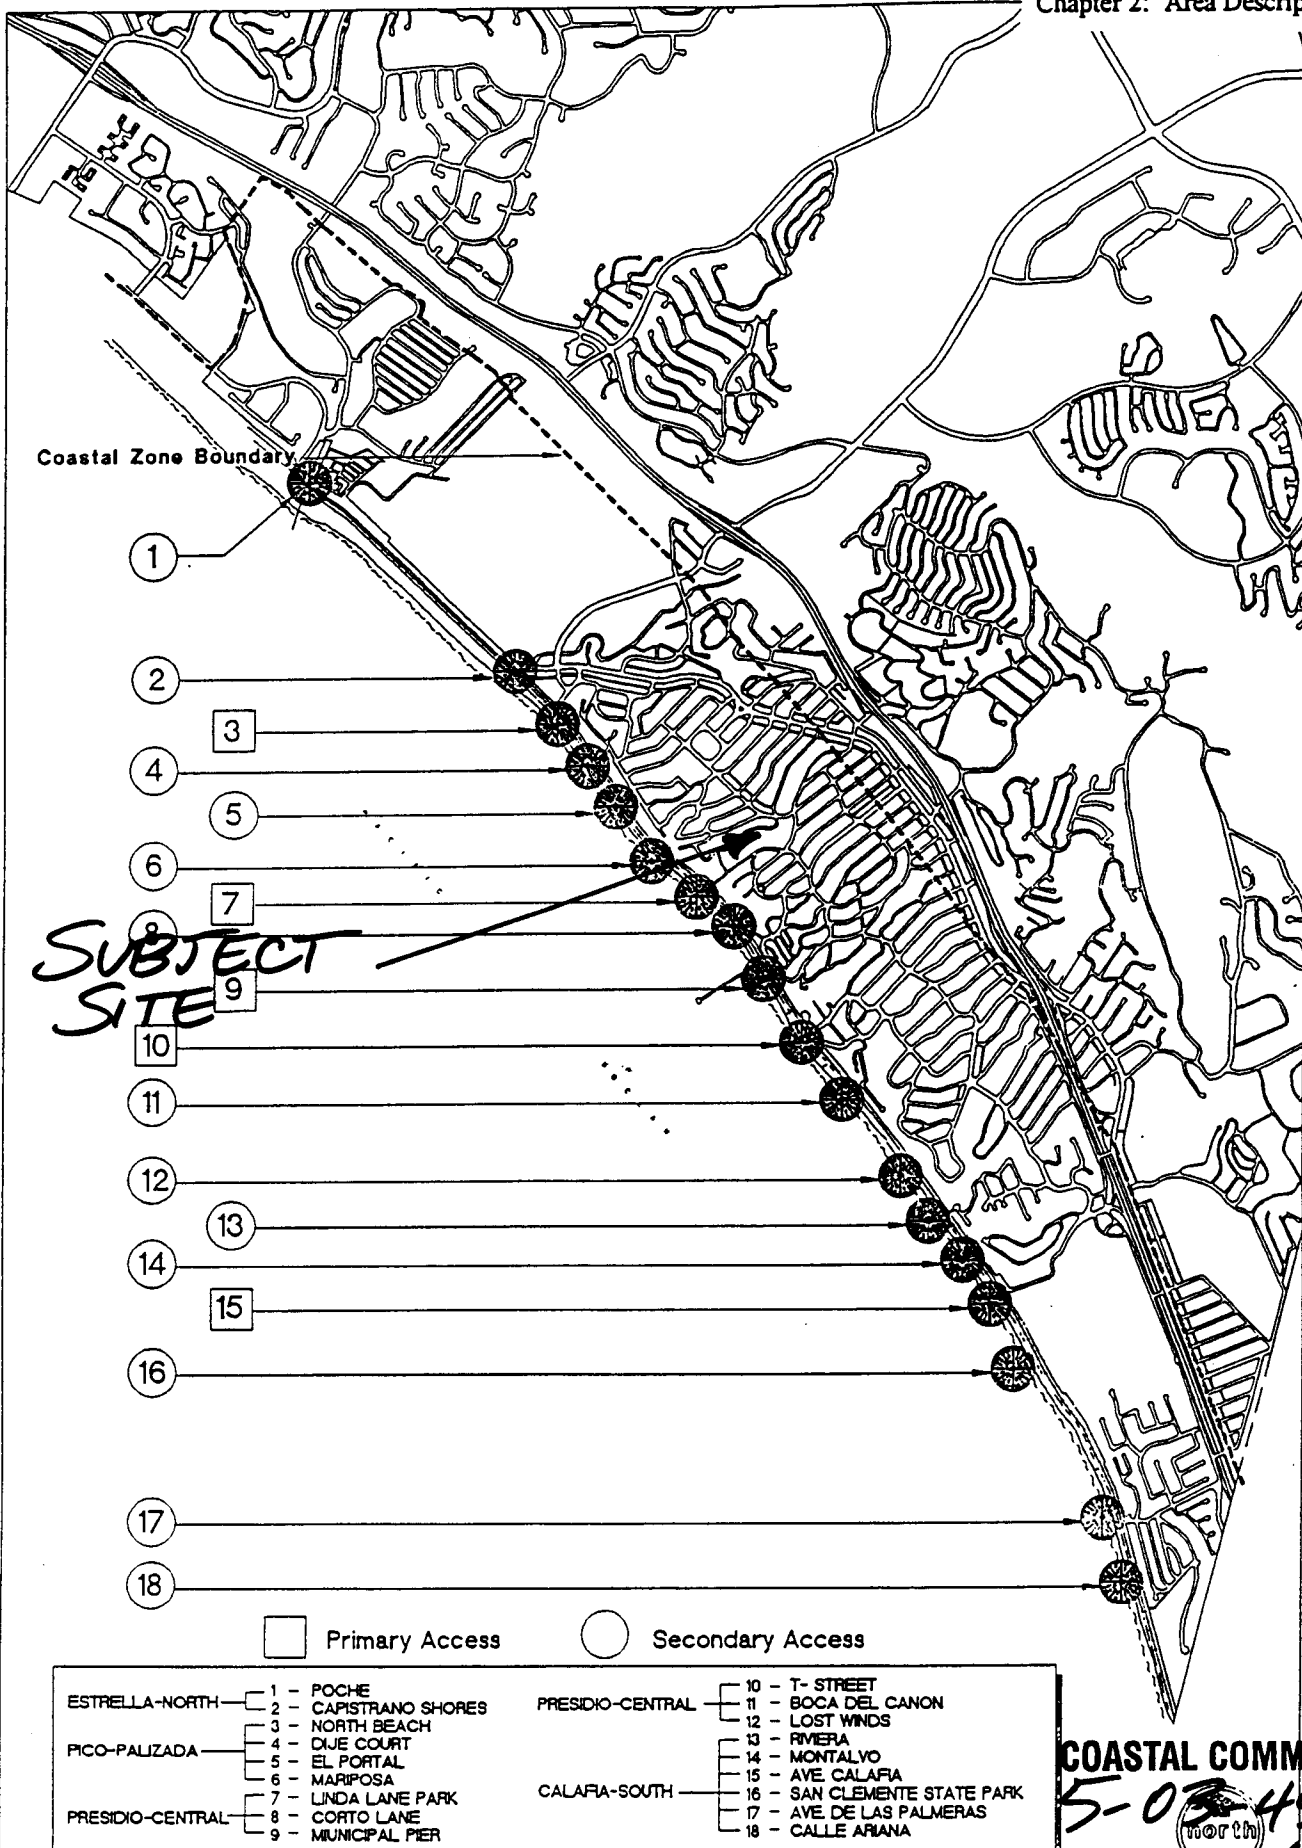 Chapter 2: Area Descrip
Coastal Zone Boundary
1
2
3
4
5
6
7
8
SUBJECT
SITE
9
10
11
12
13
14
15
16
17
18
Primary Access
Secondary Access
ESTRELLA-NORTH
1 - POCHE
2 - CAPISTRANO SHORES
PICO-PALIZADA
3 - NORTH BEACH
4 - DIJE COURT
5 - EL PORTAL
6 - MARIPOSA
PRESIDIO-CENTRAL
7 - LINDA LANE PARK
8 - CORTO LANE
9 - MUNICIPAL PIER
PRESIDIO-CENTRAL
10 - T- STREET
11 - BOCA DEL CANON
12 - LOST WINDS
CALAFIA-SOUTH
13 - RIVIERA
14 - MONTALVO
15 - AVE. CALAFIA
16 - SAN CLEMENTE STATE PARK
17 - AVE. DE LAS PALMERAS
18 - CALLE ARIANA
COASTAL COMM
5-03-4
north